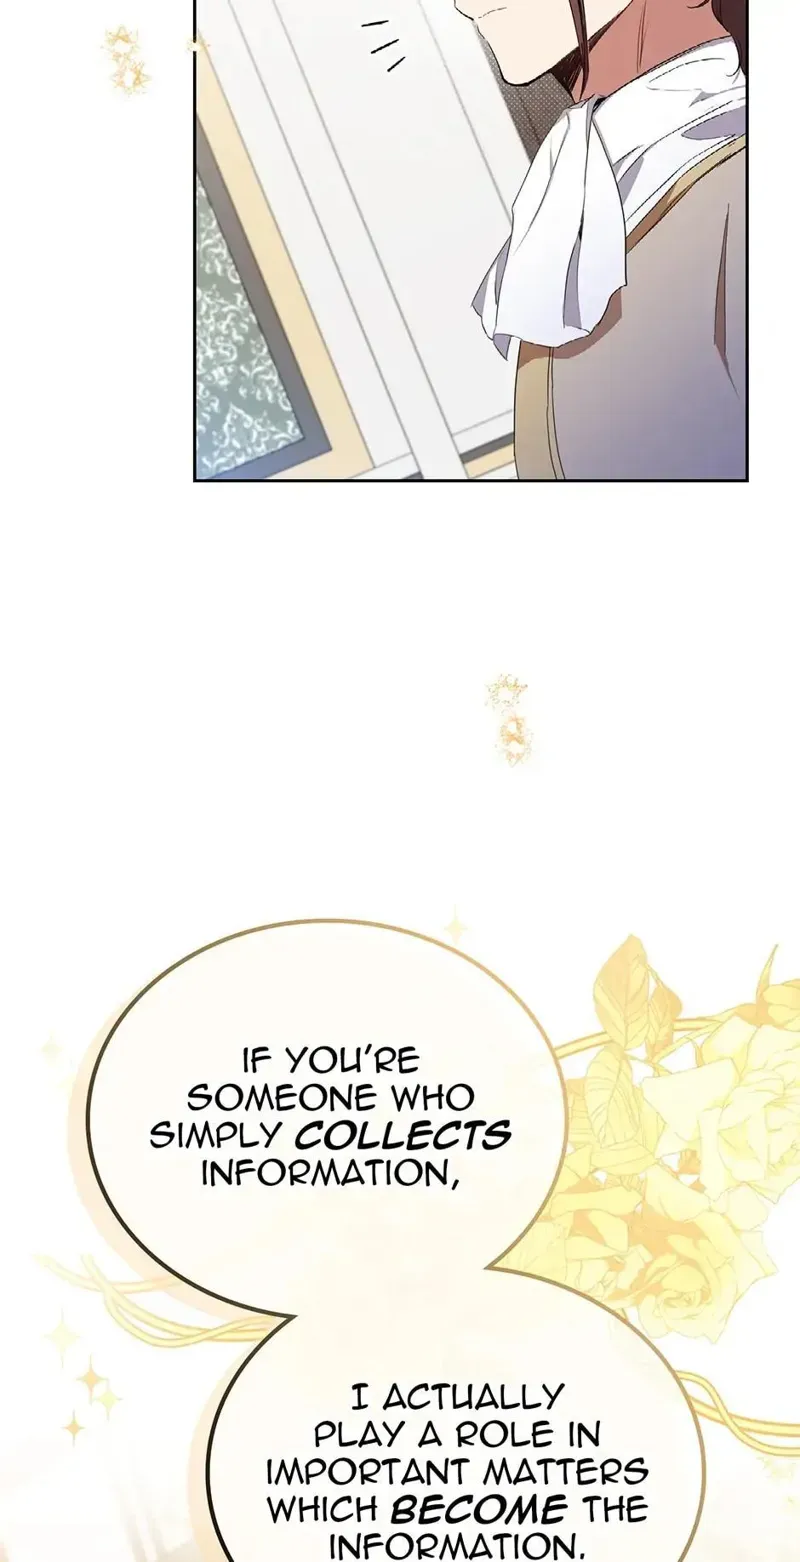 IF YOU'RE
SOMEONE WHO
SIMPLY COLLECTS
INFORMATION,
I ACTUALLY
PLAY A ROLE IN
IMPORTANT MATTERS
WHICH BECOME THE
INFORMATION.